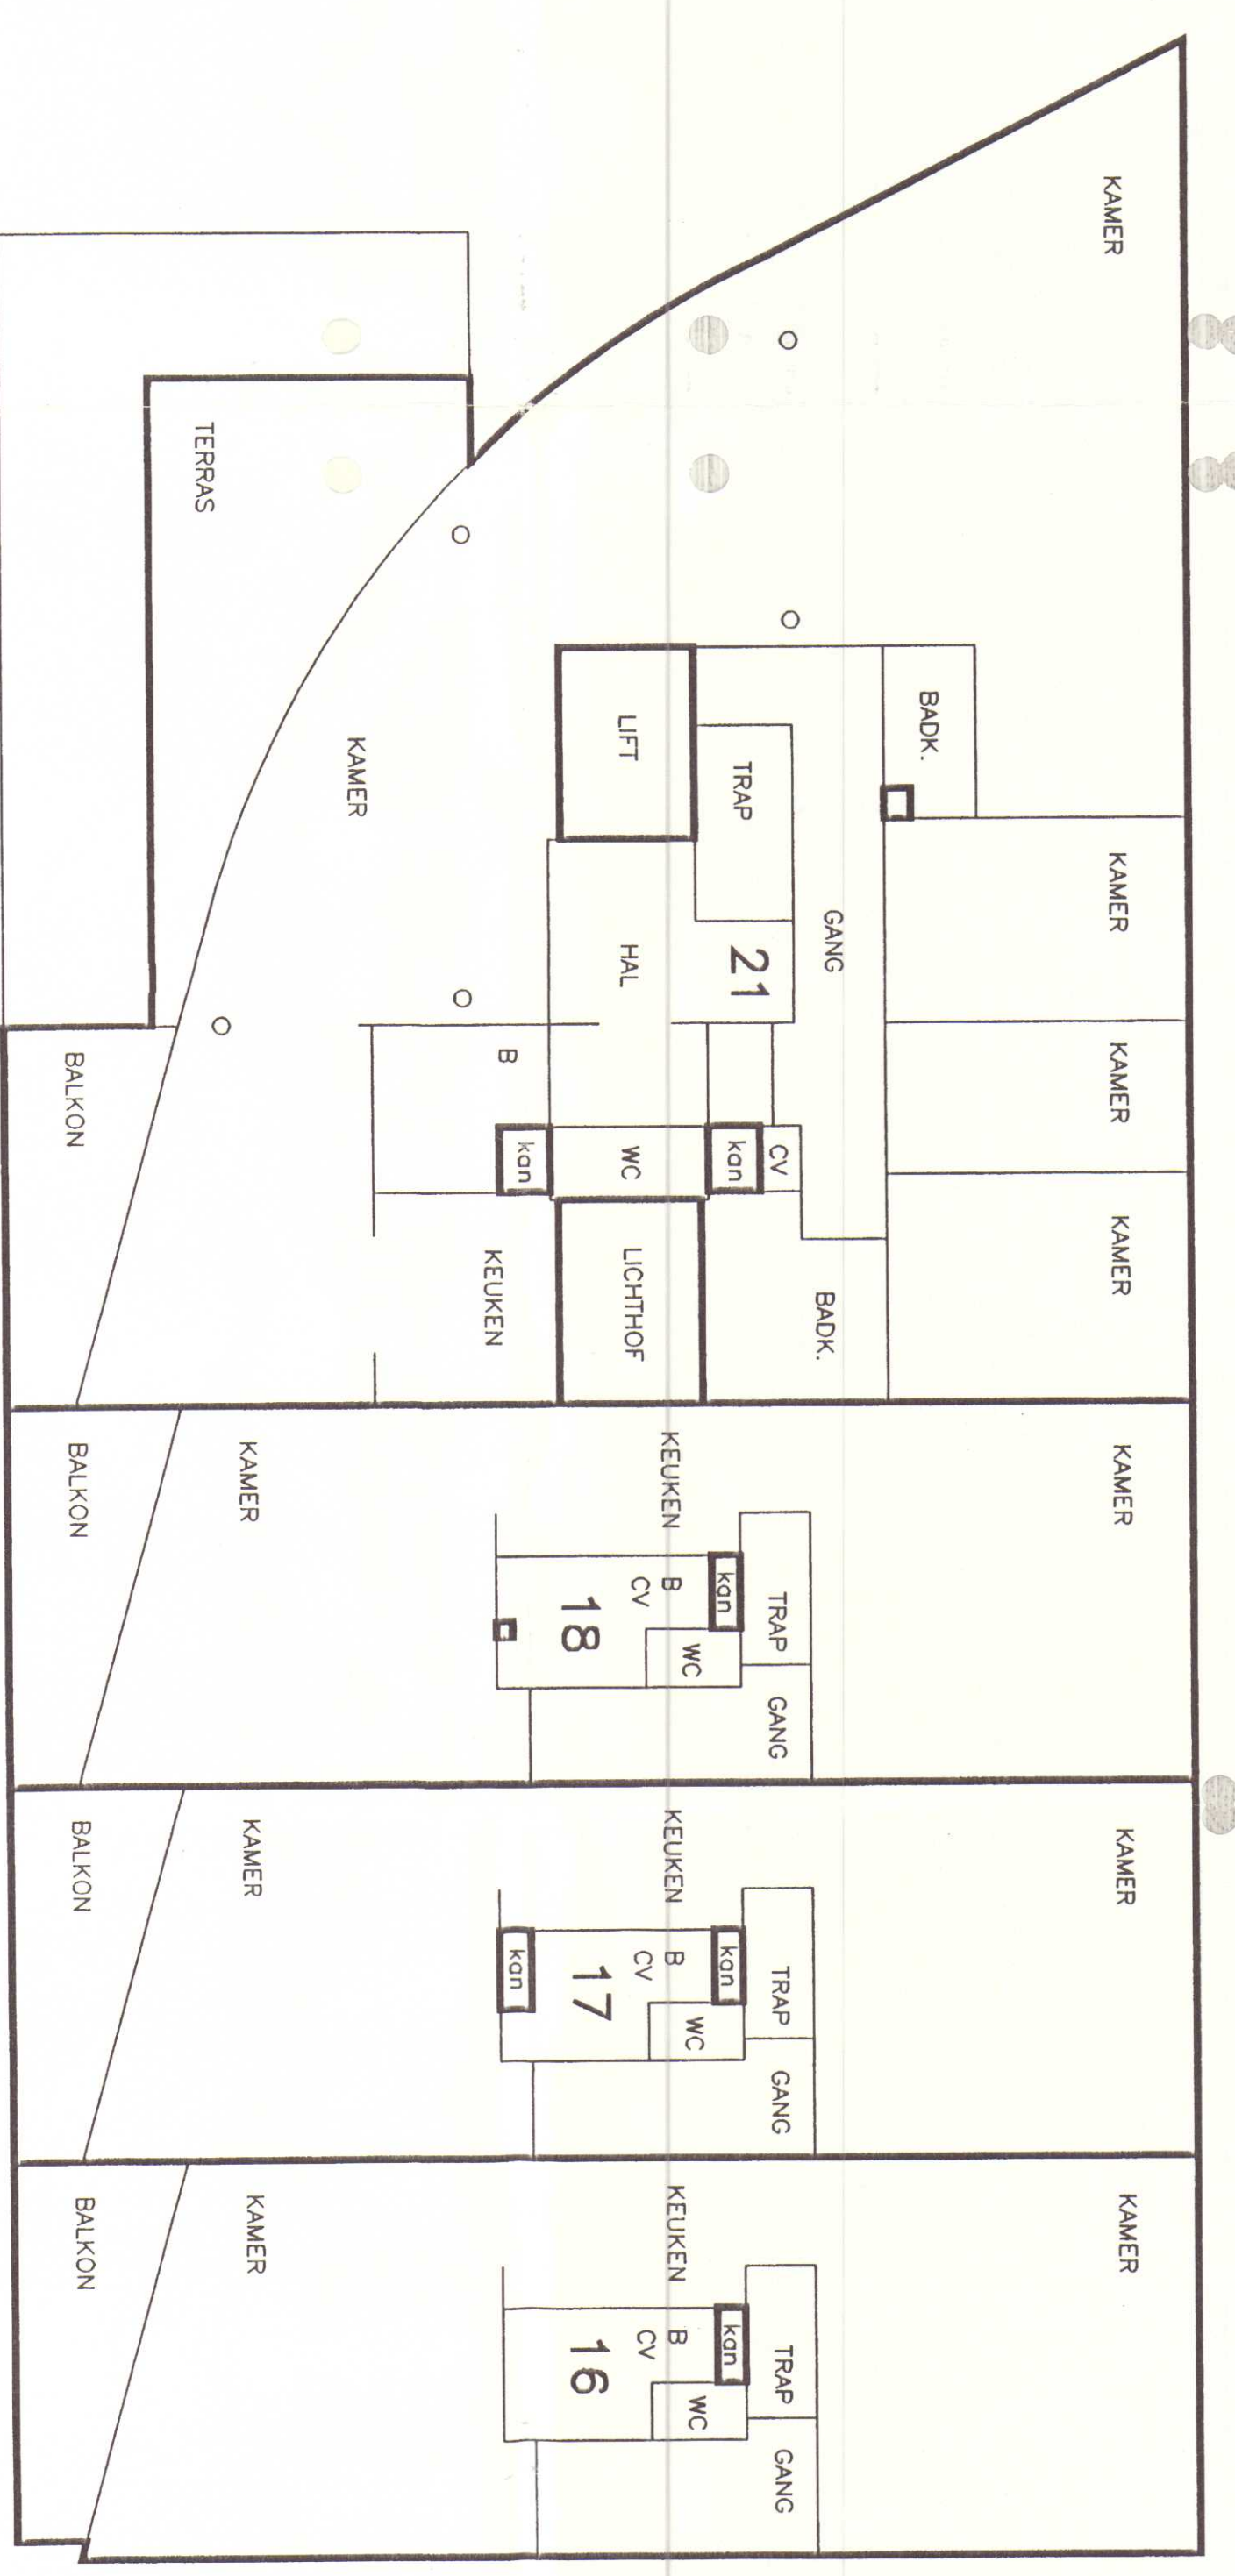 KAMER
TERRAS
BADK.
LIFT
TRAP
KAMER
KAMER
GANG
HAL
21
KAMER
B
BALKON
kan
WC
kan
CV
KAMER
KEUKEN
LICHTHOF
BADK.
KAMER
KEUKEN
KAMER
BALKON
kan
TRAP
B
CV
18
WC
GANG
KAMER
KEUKEN
KAMER
BALKON
kan
TRAP
B
CV
17
kan
WC
GANG
KAMER
KEUKEN
KAMER
BALKON
kan
TRAP
B
CV
16
WC
GANG